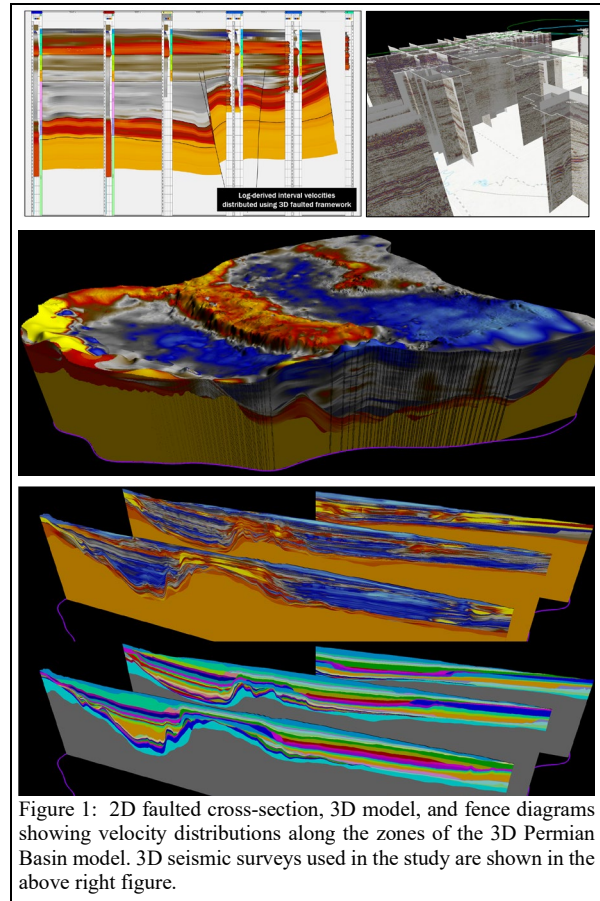 Log-derived interval velocities
distributed using 3D faulted framework
Figure 1: 2D faulted cross-section, 3D model, and fence diagrams
showing velocity distributions along the zones of the 3D Permian
Basin model. 3D seismic surveys used in the study are shown in the
above right figure.